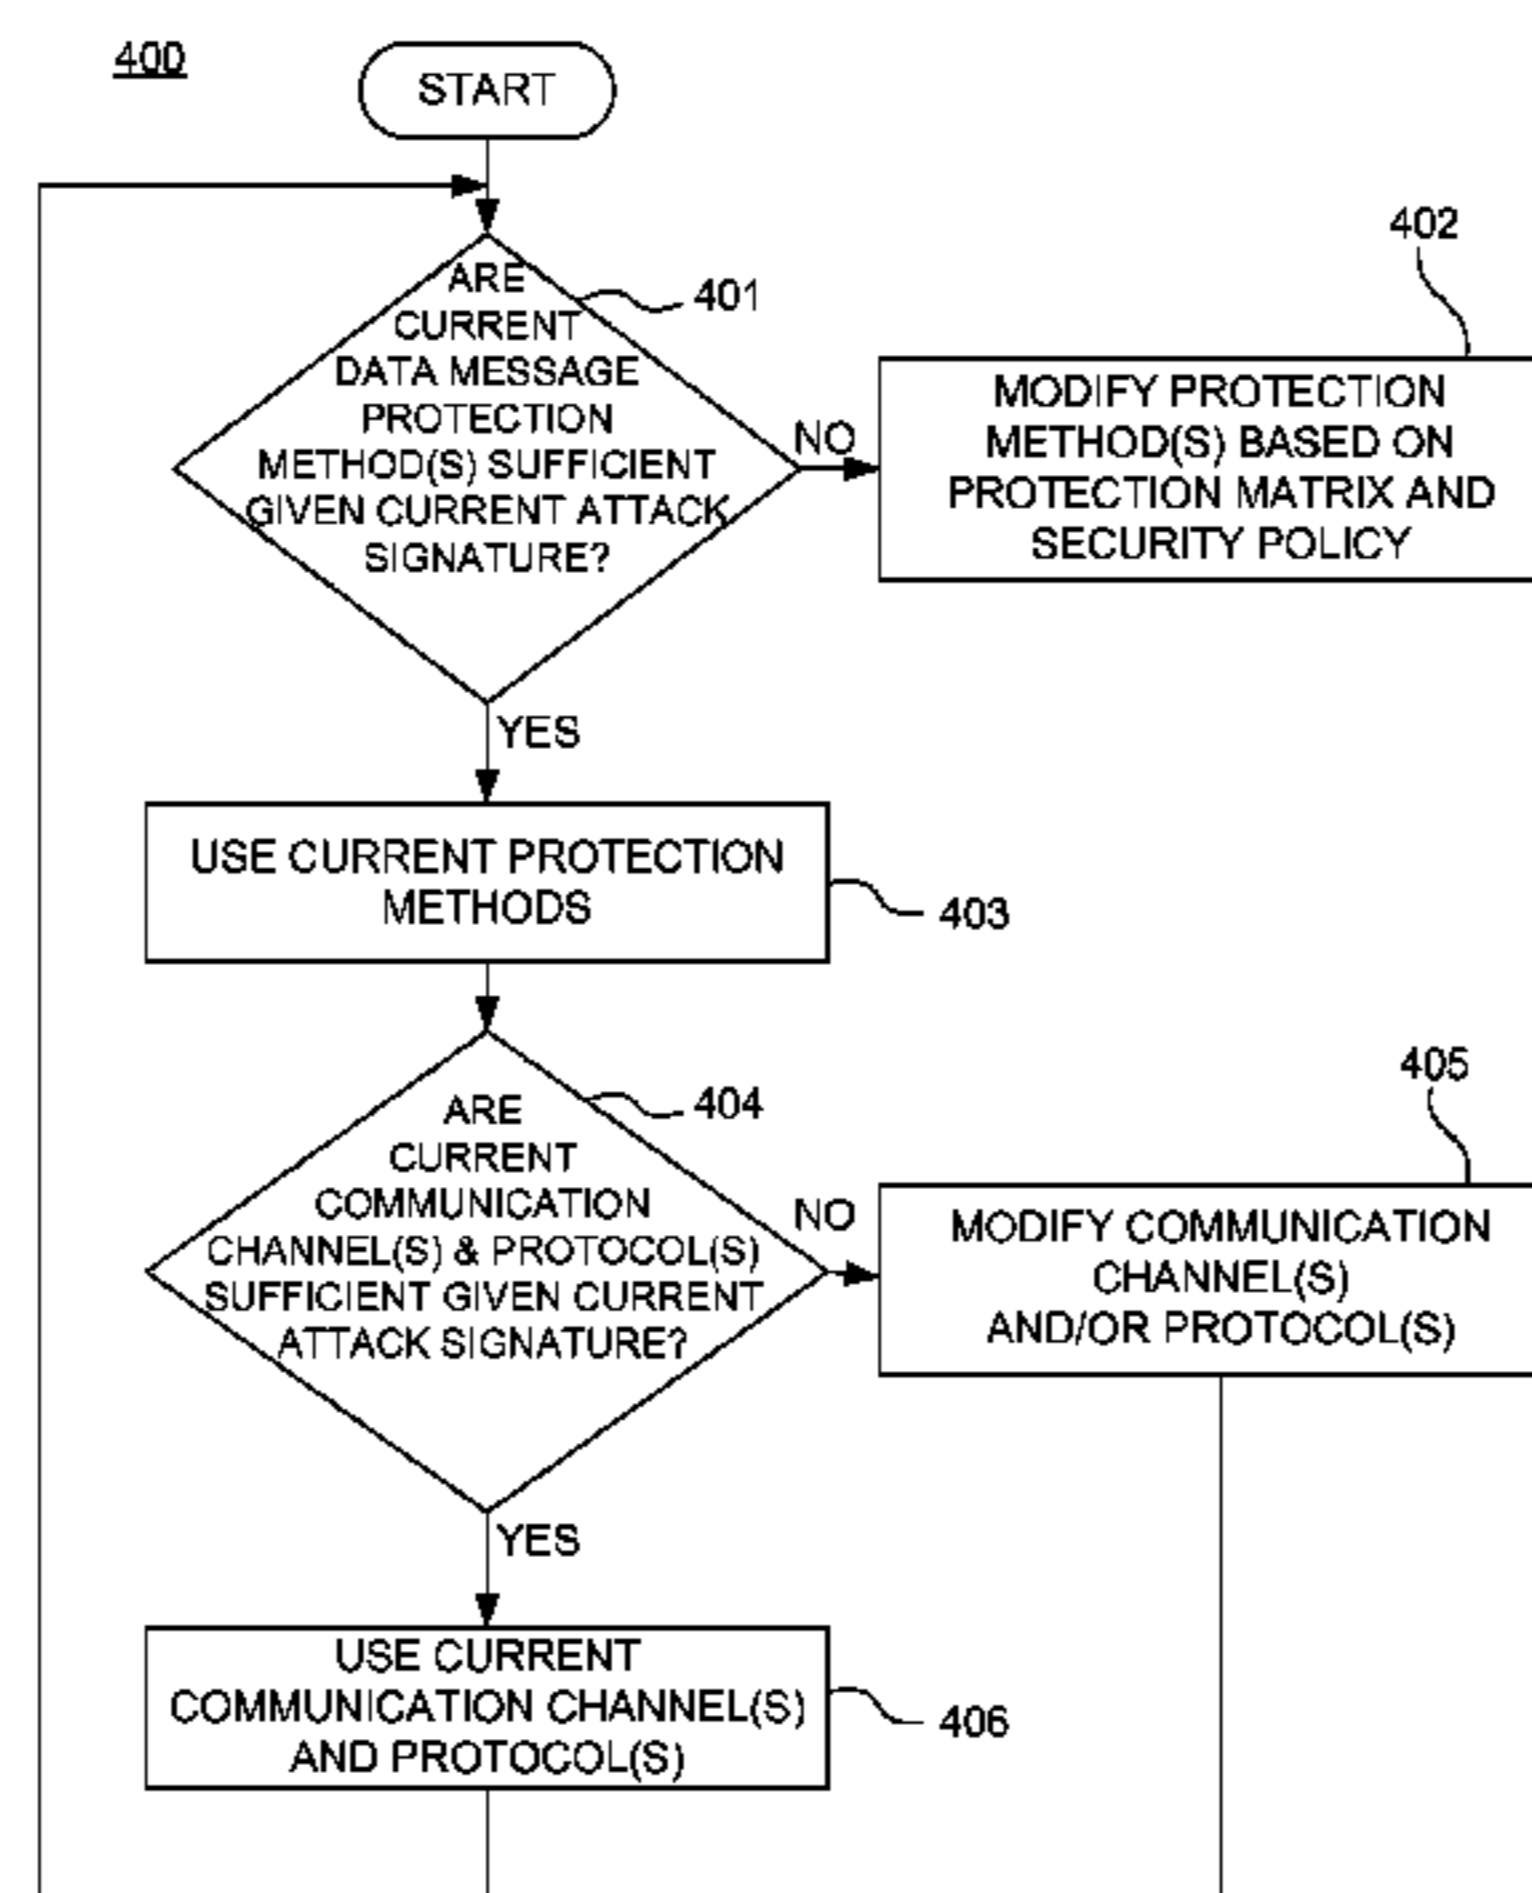 400
START
ARE
CURRENT
DATA MESSAGE
PROTECTION
METHOD(S) SUFFICIENT
GIVEN CURRENT ATTACK
SIGNATURE?
401
NO
402
MODIFY PROTECTION
METHOD(S) BASED ON
PROTECTION MATRIX AND
SECURITY POLICY
YES
USE CURRENT PROTECTION
METHODS
403
ARE
CURRENT
COMMUNICATION
CHANNEL(S) & PROTOCOL(S)
SUFFICIENT GIVEN CURRENT
ATTACK SIGNATURE?
404
NO
405
MODIFY COMMUNICATION
CHANNEL(S)
AND/OR PROTOCOL(S)
YES
USE CURRENT
COMMUNICATION CHANNEL(S)
AND PROTOCOL(S)
406